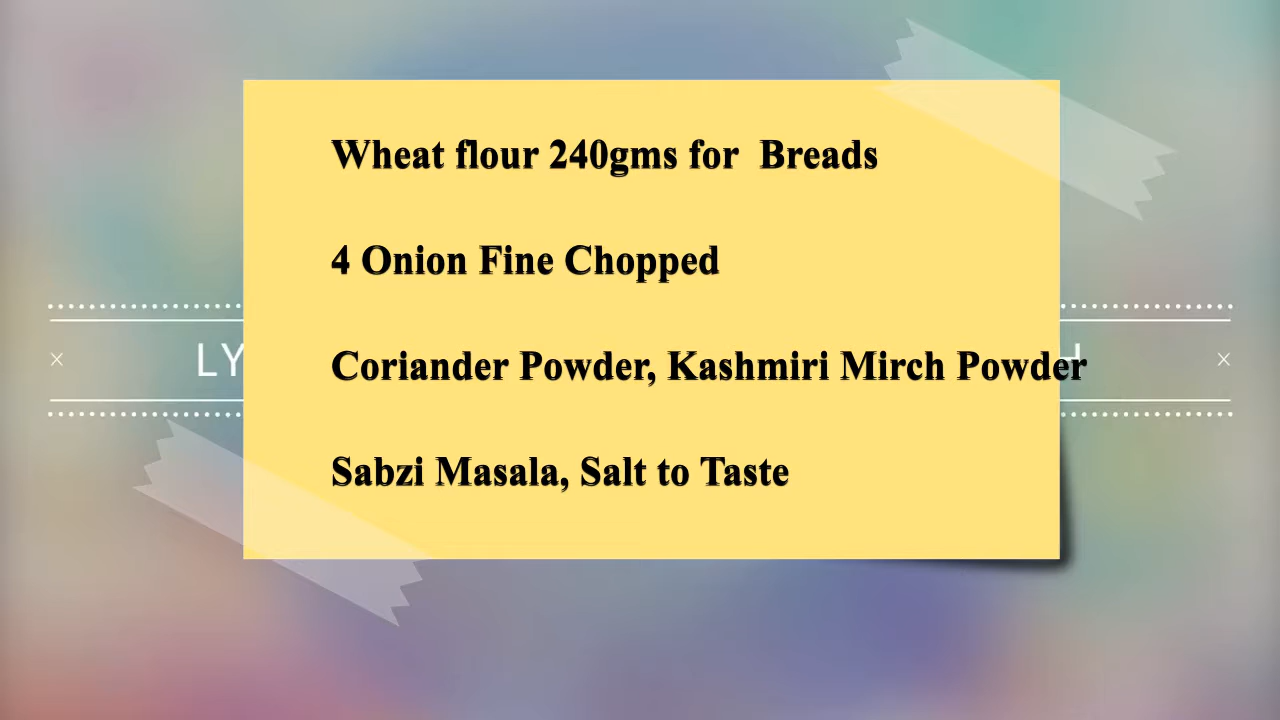 Wheat flour 240gms for  Breads
4 Onion Fine Chopped
Coriander Powder, Kashmiri Mirch Powder
Sabzi Masala, Salt to Taste